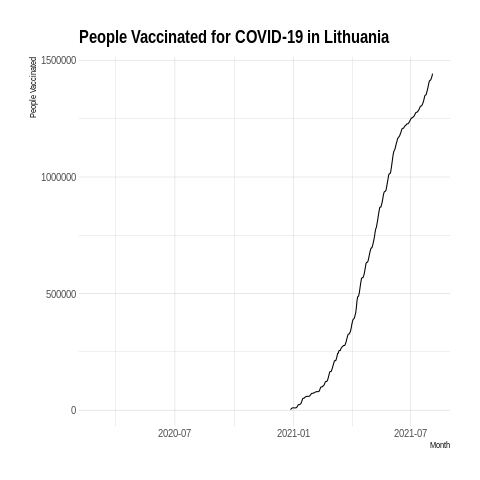 People Vaccinated for COVID-19 in Lithuania
People Vaccinated
1500000
1000000
500000
0
2020-07 2021-01 2021-07
Month